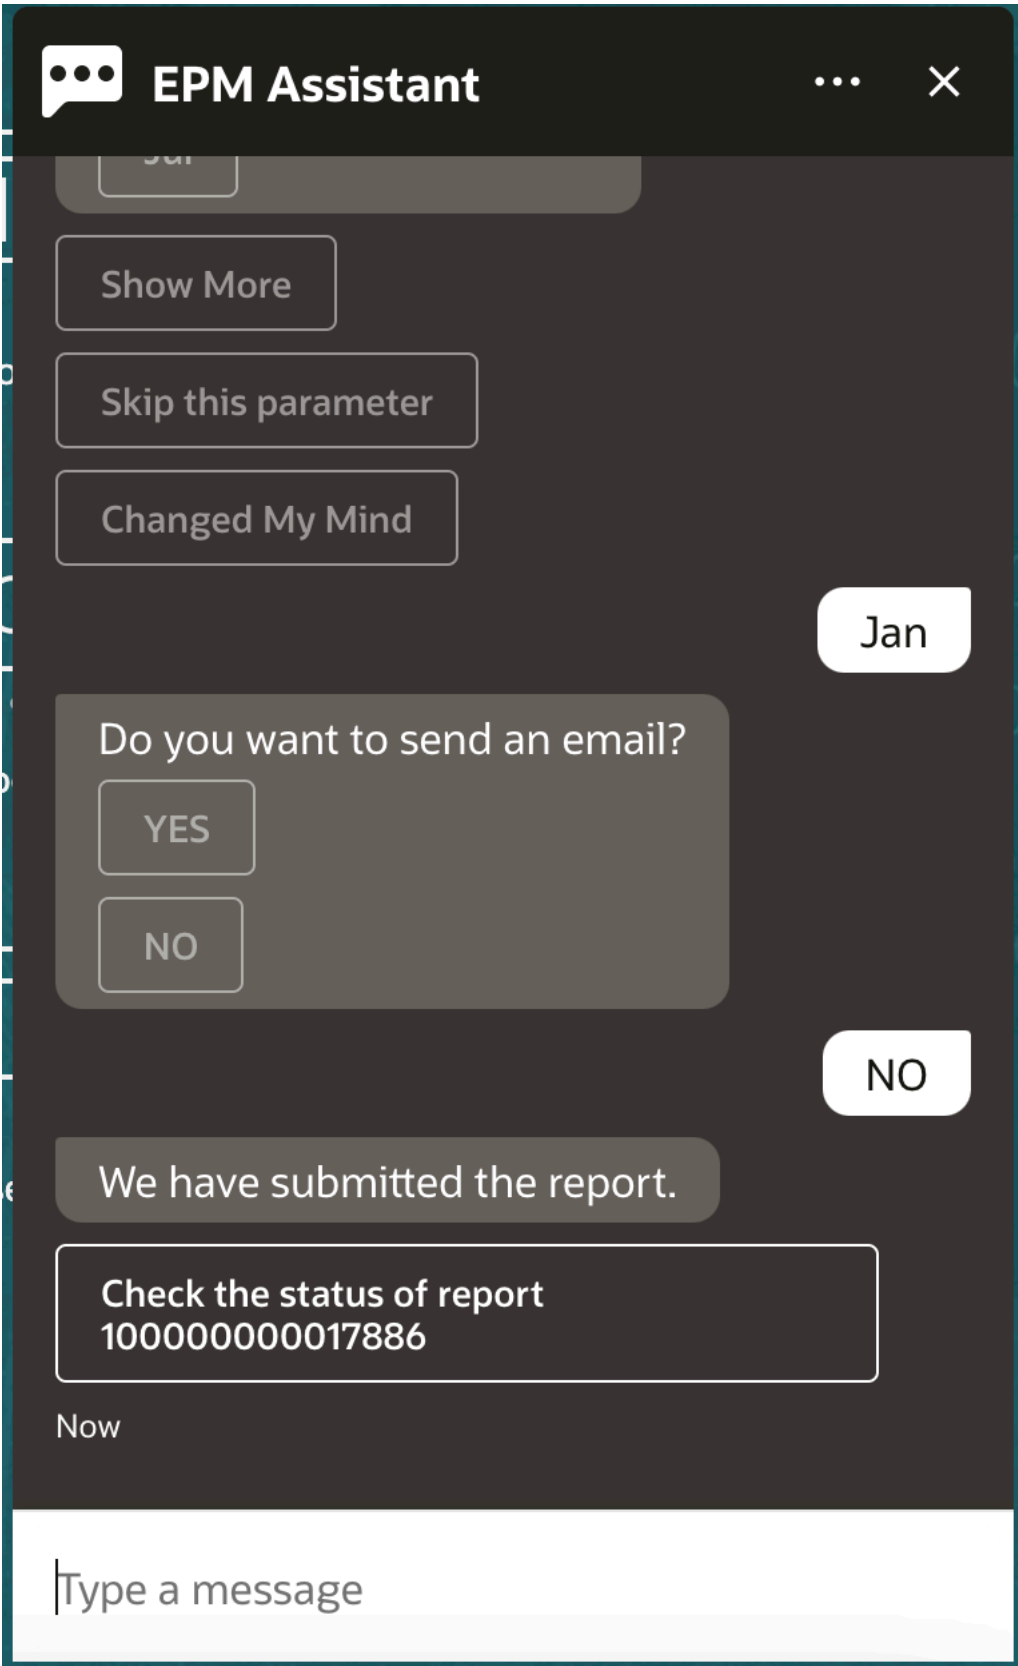 EPM Assistant
Show More
Skip this parameter
Changed My Mind
Jan
Do you want to send an email?
YES
NO
NO
We have submitted the report.
Check the status of report
100000000017886
Now
Type a message